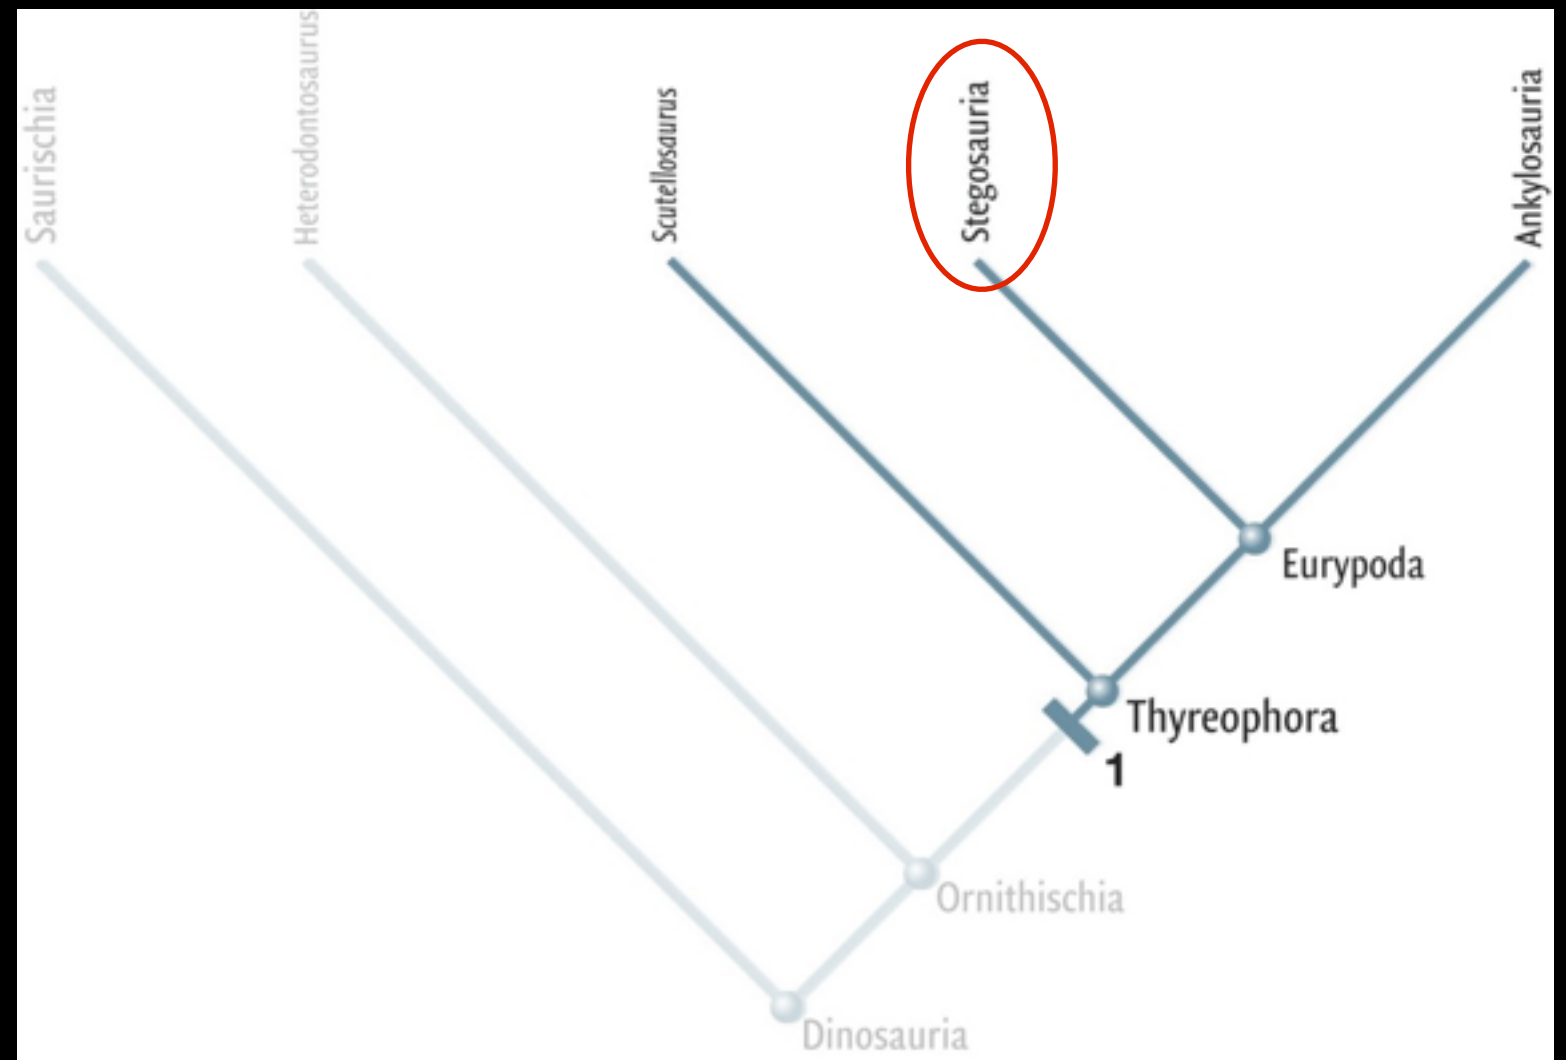 Saurischia
Heterodontosaurus
Scutellosaurus
Stegosauria
Ankylosauria
Eurypoda
Thyreophora
1
Ornithischia
Dinosauria